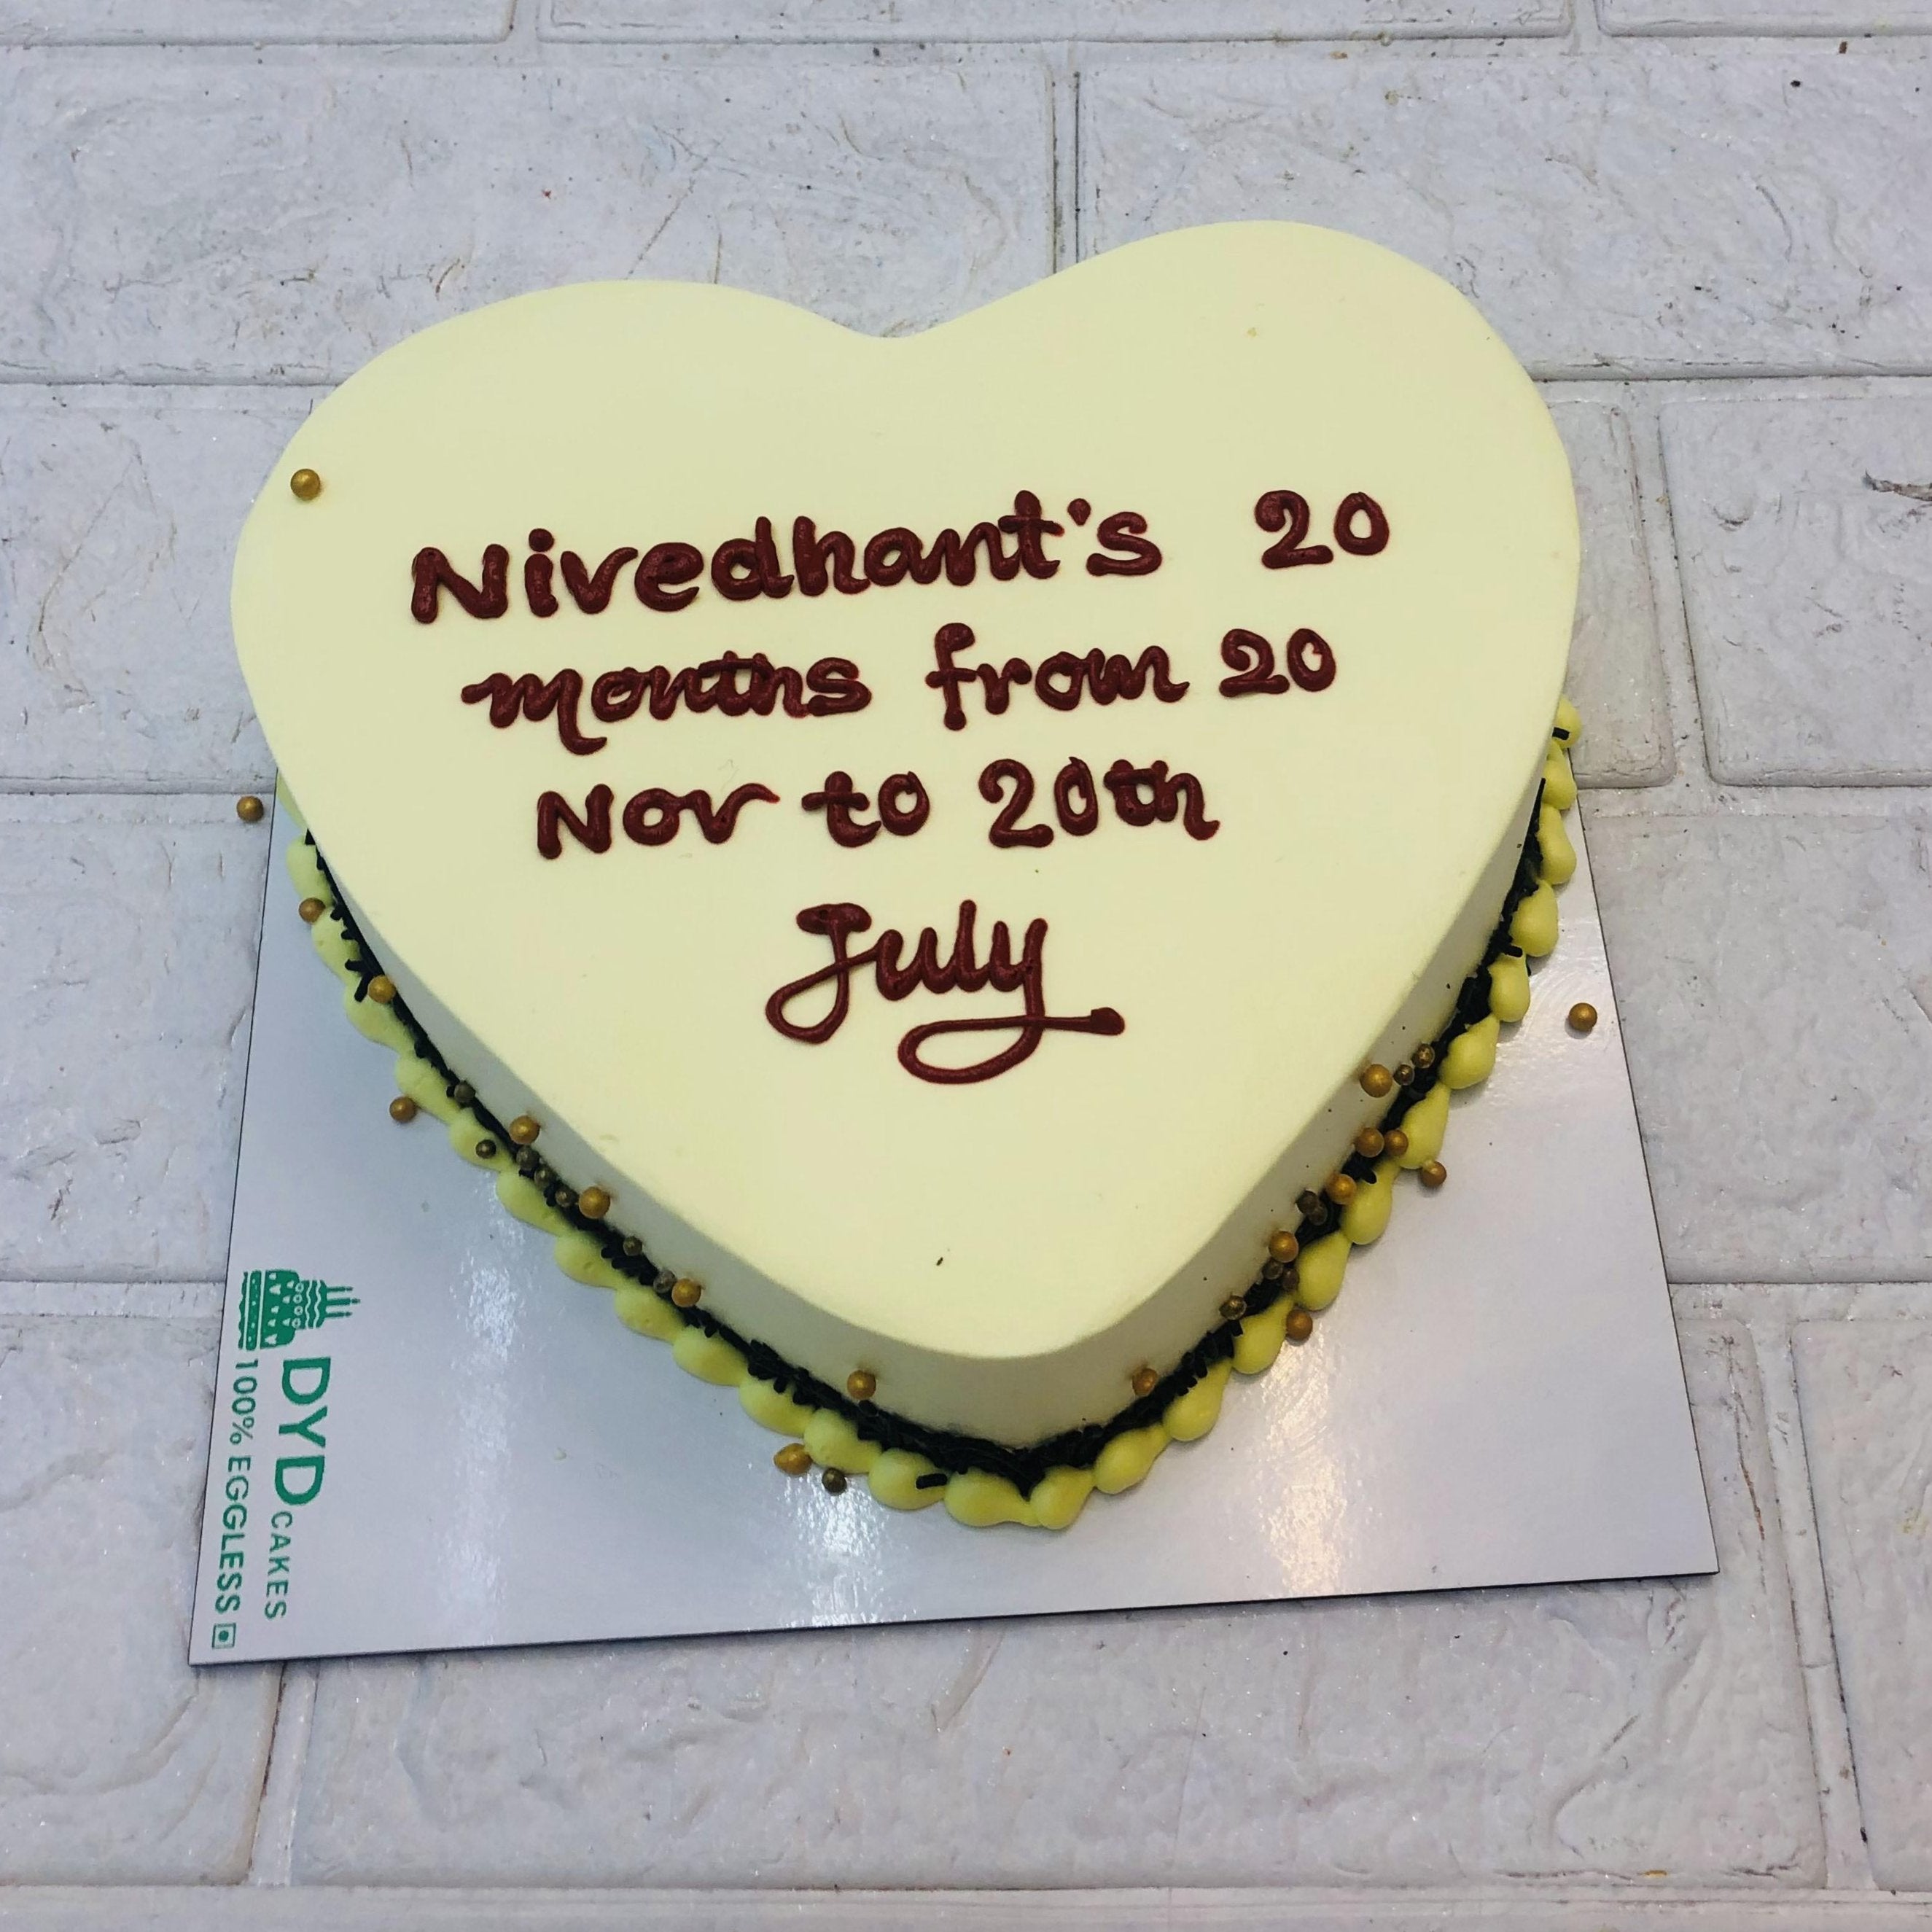 Nivedhant's 20
months from 20
Nov to 20th
July
DYD CAKES
100% EGGLESS